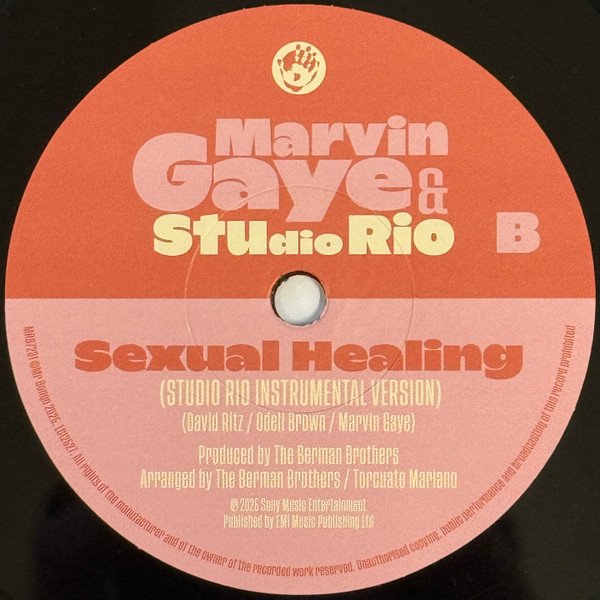 Marvin
Gaye &
Studio Rio
B
Sexual Healing
(STUDIO RIO INSTRUMENTAL VERSION)
(David Ritz / Odell Brown / Marvin Gaye)
Produced by The Berman Brothers
Arranged by The Berman Brothers / Torcuato Mariano
℗ 2025 Sony Music Entertainment
Published by EMI Music Publishing Ltd
©Mr Bongo 2025. All rights of the manufacturer and of the owner of the recorded work reserved. Unauthorised copying, public performance and broadcasting of this record prohibited